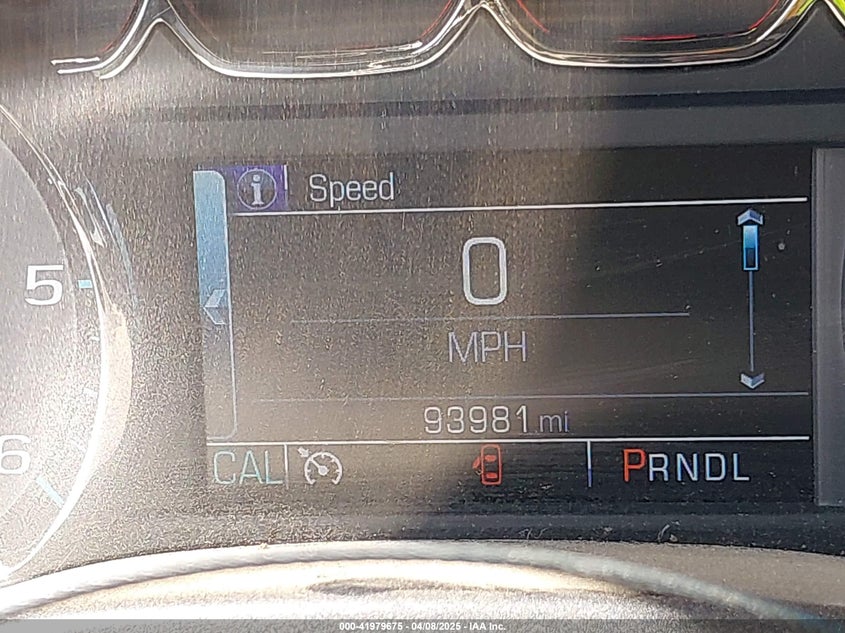 Speed
5
0
MPH
93981 mi
6
CAL PRNDL
000-41979675 - 04/08/2025 - IAA Inc.